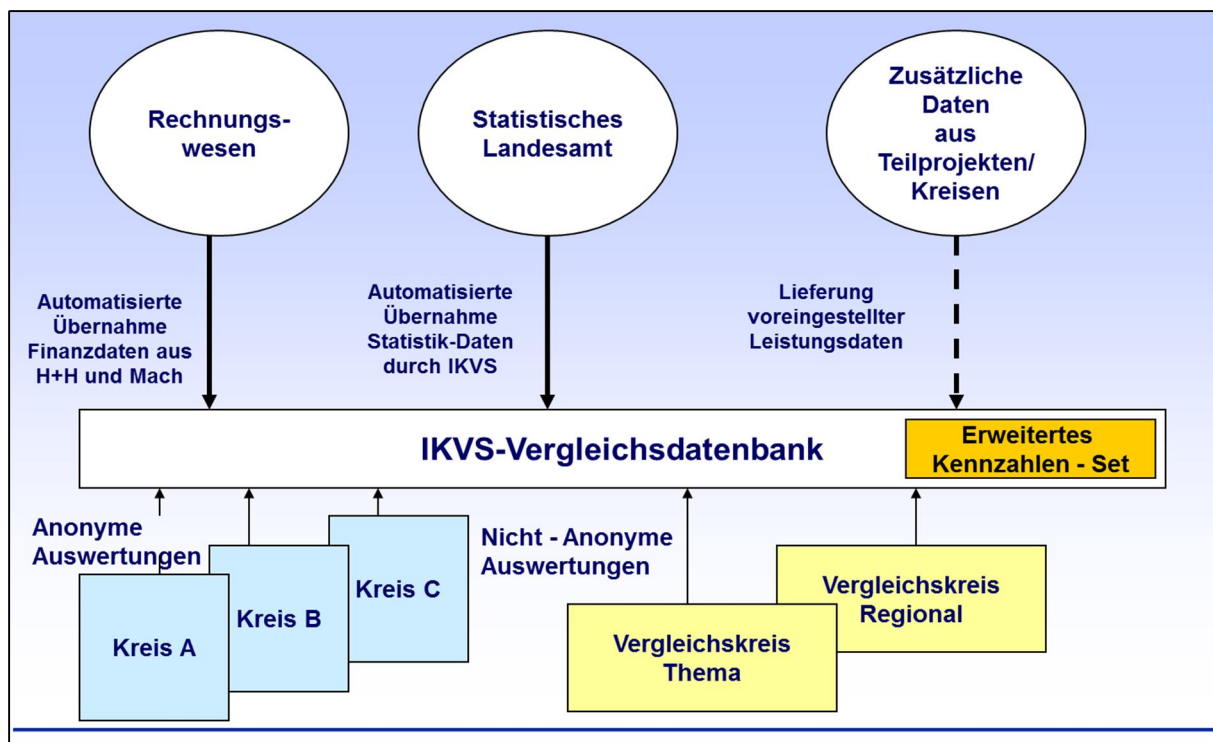 Rechnungs-
wesen
Statistisches
Landesamt
Zusätzliche
Daten
aus
Teilprojekten/
Kreisen
Automatisierte
Übernahme
Finanzdaten aus
H+H und Mach
Automatisierte
Übernahme
Statistik-Daten
durch IKVS
Lieferung
voreingestellter
Leistungsdaten
IKVS-Vergleichsdatenbank
Erweitertes
Kennzahlen - Set
Anonyme
Auswertungen
Kreis A
Kreis B
Kreis C
Nicht - Anonyme
Auswertungen
Vergleichskreis
Thema
Vergleichskreis
Regional